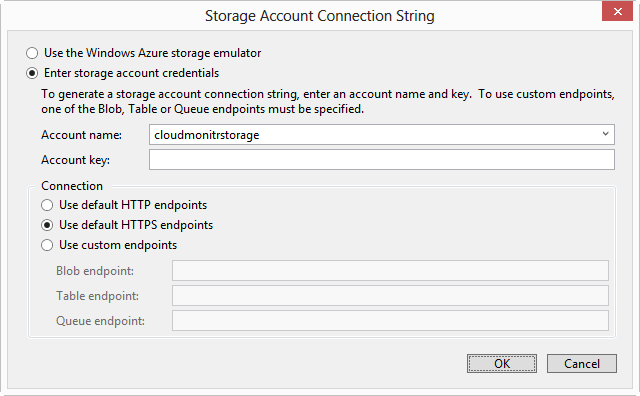 Storage Account Connection String
Use the Windows Azure storage emulator
Enter storage account credentials
To generate a storage account connection string, enter an account name and key.  To use custom endpoints,
one of the Blob, Table or Queue endpoints must be specified.
Account name: cloudmonitrstorage
Account key:
Connection
Use default HTTP endpoints
Use default HTTPS endpoints
Use custom endpoints
Blob endpoint:
Table endpoint:
Queue endpoint:
OK Cancel